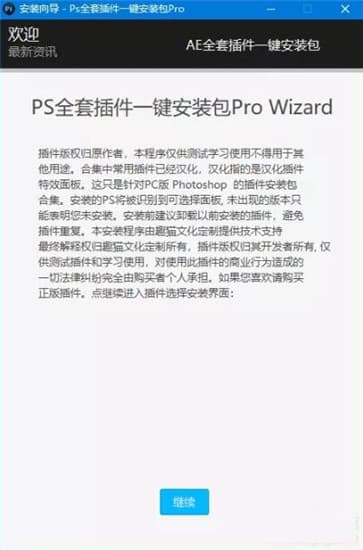 安装向导 - Ps全套插件一键安装包Pro
欢迎
最新资讯
AE全套插件一键安装包
PS全套插件一键安装包Pro Wizard
插件版权归原作者，本程序仅供测试学习使用不得用于其
他用途。合集中常用插件已经汉化，汉化指的是汉化插件
特效面板。这只是针对PC版 Photoshop 的插件安装包
合集。安装的PS将被识别到可选择面板, 未出现的版本只
能表明您未安装。安装前建议卸载以前安装的插件，避免
插件重复。本安装程序由趣猫文化定制提供技术支持
最终解释权归趣猫文化定制所有，插件版权归其开发者所有, 仅
供测试插件和学习使用，对使用此插件的商业行为造成的
一切法律纠纷完全由购买者个人承担。如果您喜欢请购买
正版插件。点继续进入插件选择安装界面：
继续